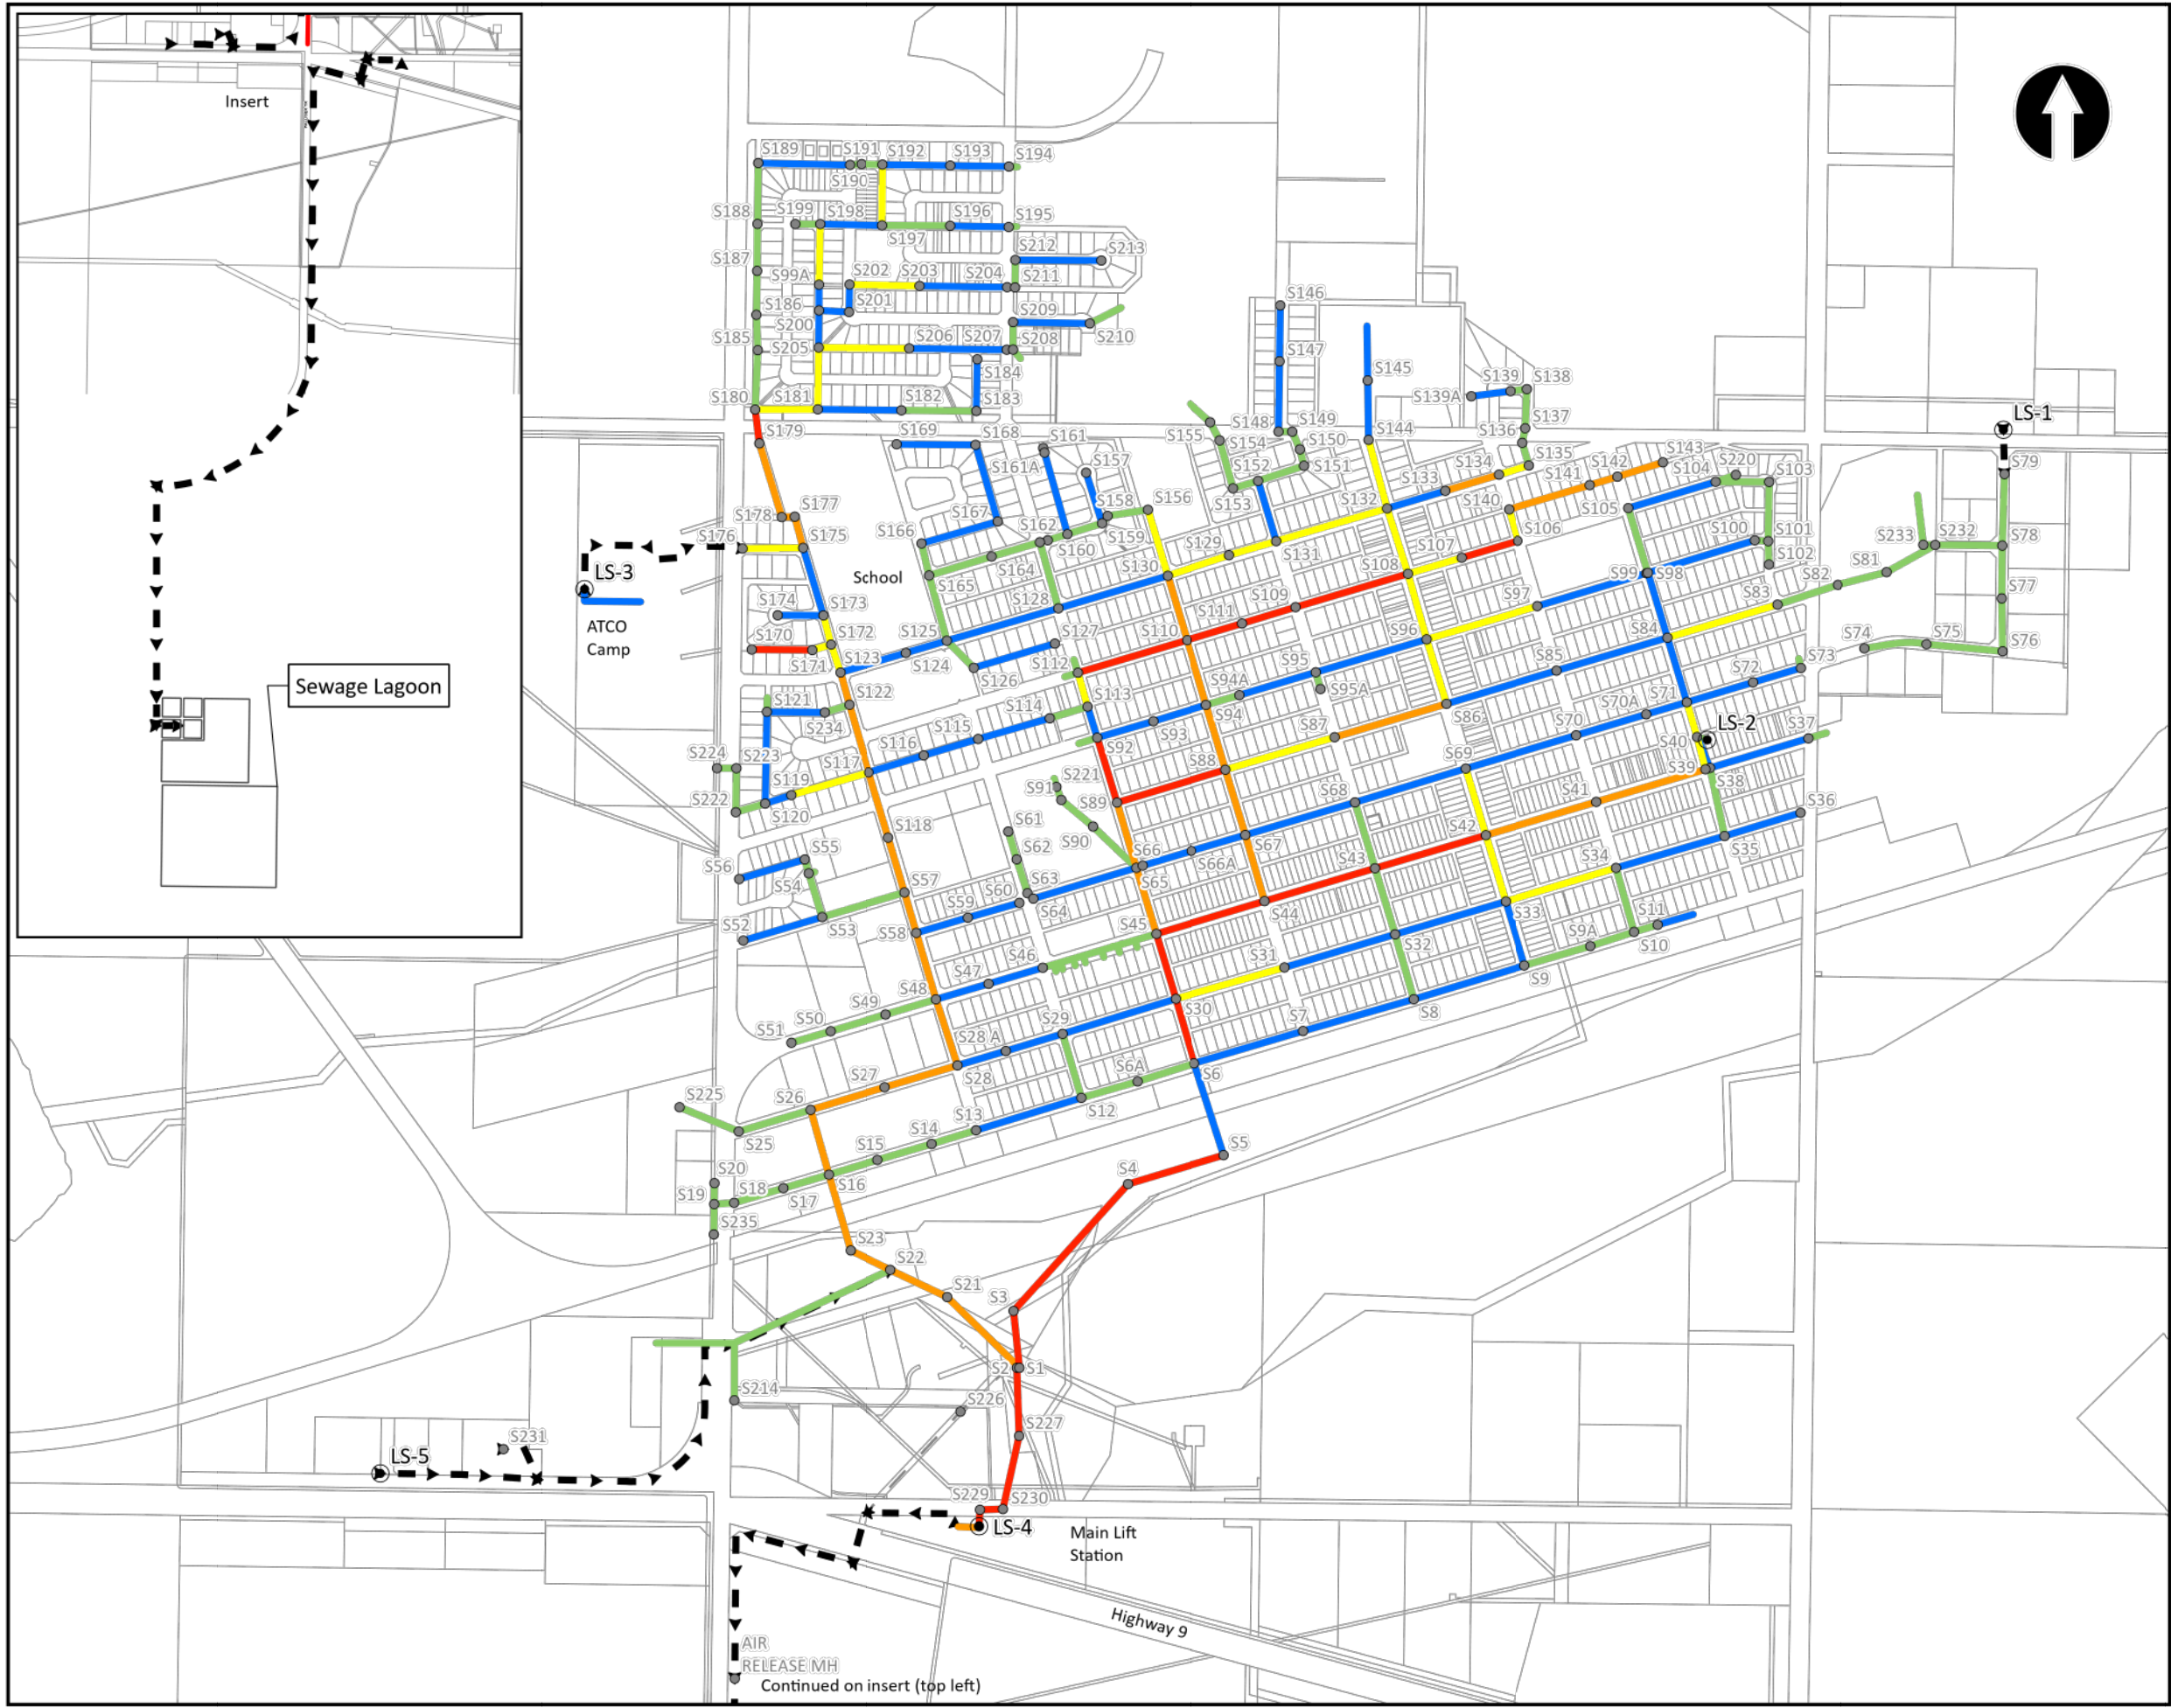 Insert
Sewage Lagoon
S189
S191
S192
S193
S194
S190
S188
S199
S198
S196
S195
S197
S187
S212
S213
S99A
S202
S203
S204
S211
S186
S201
S200
S209
S146
S185
S205
S206
S207
S208
S210
S147
S184
S145
S139
S138
S180
S181
S182
S183
S139A
S137
LS-1
S179
S169
S168
S161
S155
S148
S149
S144
S136
S154
S150
S135
S143
S161A
S157
S152
S151
S133
S134
S141
S142
S104
S220
S103
S79
S178
S177
S158
S156
S153
S132
S140
S105
S176
S175
S166
S167
S162
S160
S159
S129
S131
S107
S106
S100
S101
S233
S232
S78
LS-3
School
S165
S164
S130
S108
S99
S98
S102
S82
S81
S77
ATCO
Camp
S174
S173
S128
S111
S109
S97
S83
S170
S172
S125
S127
S110
S96
S84
S74
S75
S76
S171
S123
S124
S126
S112
S95
S85
S72
S73
S121
S122
S113
S94A
S95A
S70A
S71
S234
S114
S94
S87
S86
S70
LS-2
S37
S224
S223
S116
S115
S92
S93
S69
S40
S119
S117
S88
S39
S38
S222
S120
S221
S91
S89
S68
S41
S36
S118
S61
S90
S42
S35
S56
S55
S62
S66
S67
S43
S34
S54
S57
S60
S63
S66A
S65
S52
S53
S59
S64
S44
S33
S11
S58
S45
S9A
S10
S46
S31
S32
S47
S48
S9
S51
S50
S49
S30
S28 A
S29
S7
S8
S225
S26
S27
S28
S6A
S6
S25
S13
S12
S20
S15
S14
S5
S19
S18
S17
S16
S4
S235
S23
S22
S21
S3
S2
S1
S214
S226
S227
S231
LS-5
S229
S230
LS-4
Main Lift
Station
Highway 9
AIR
RELEASE MH
Continued on insert (top left)